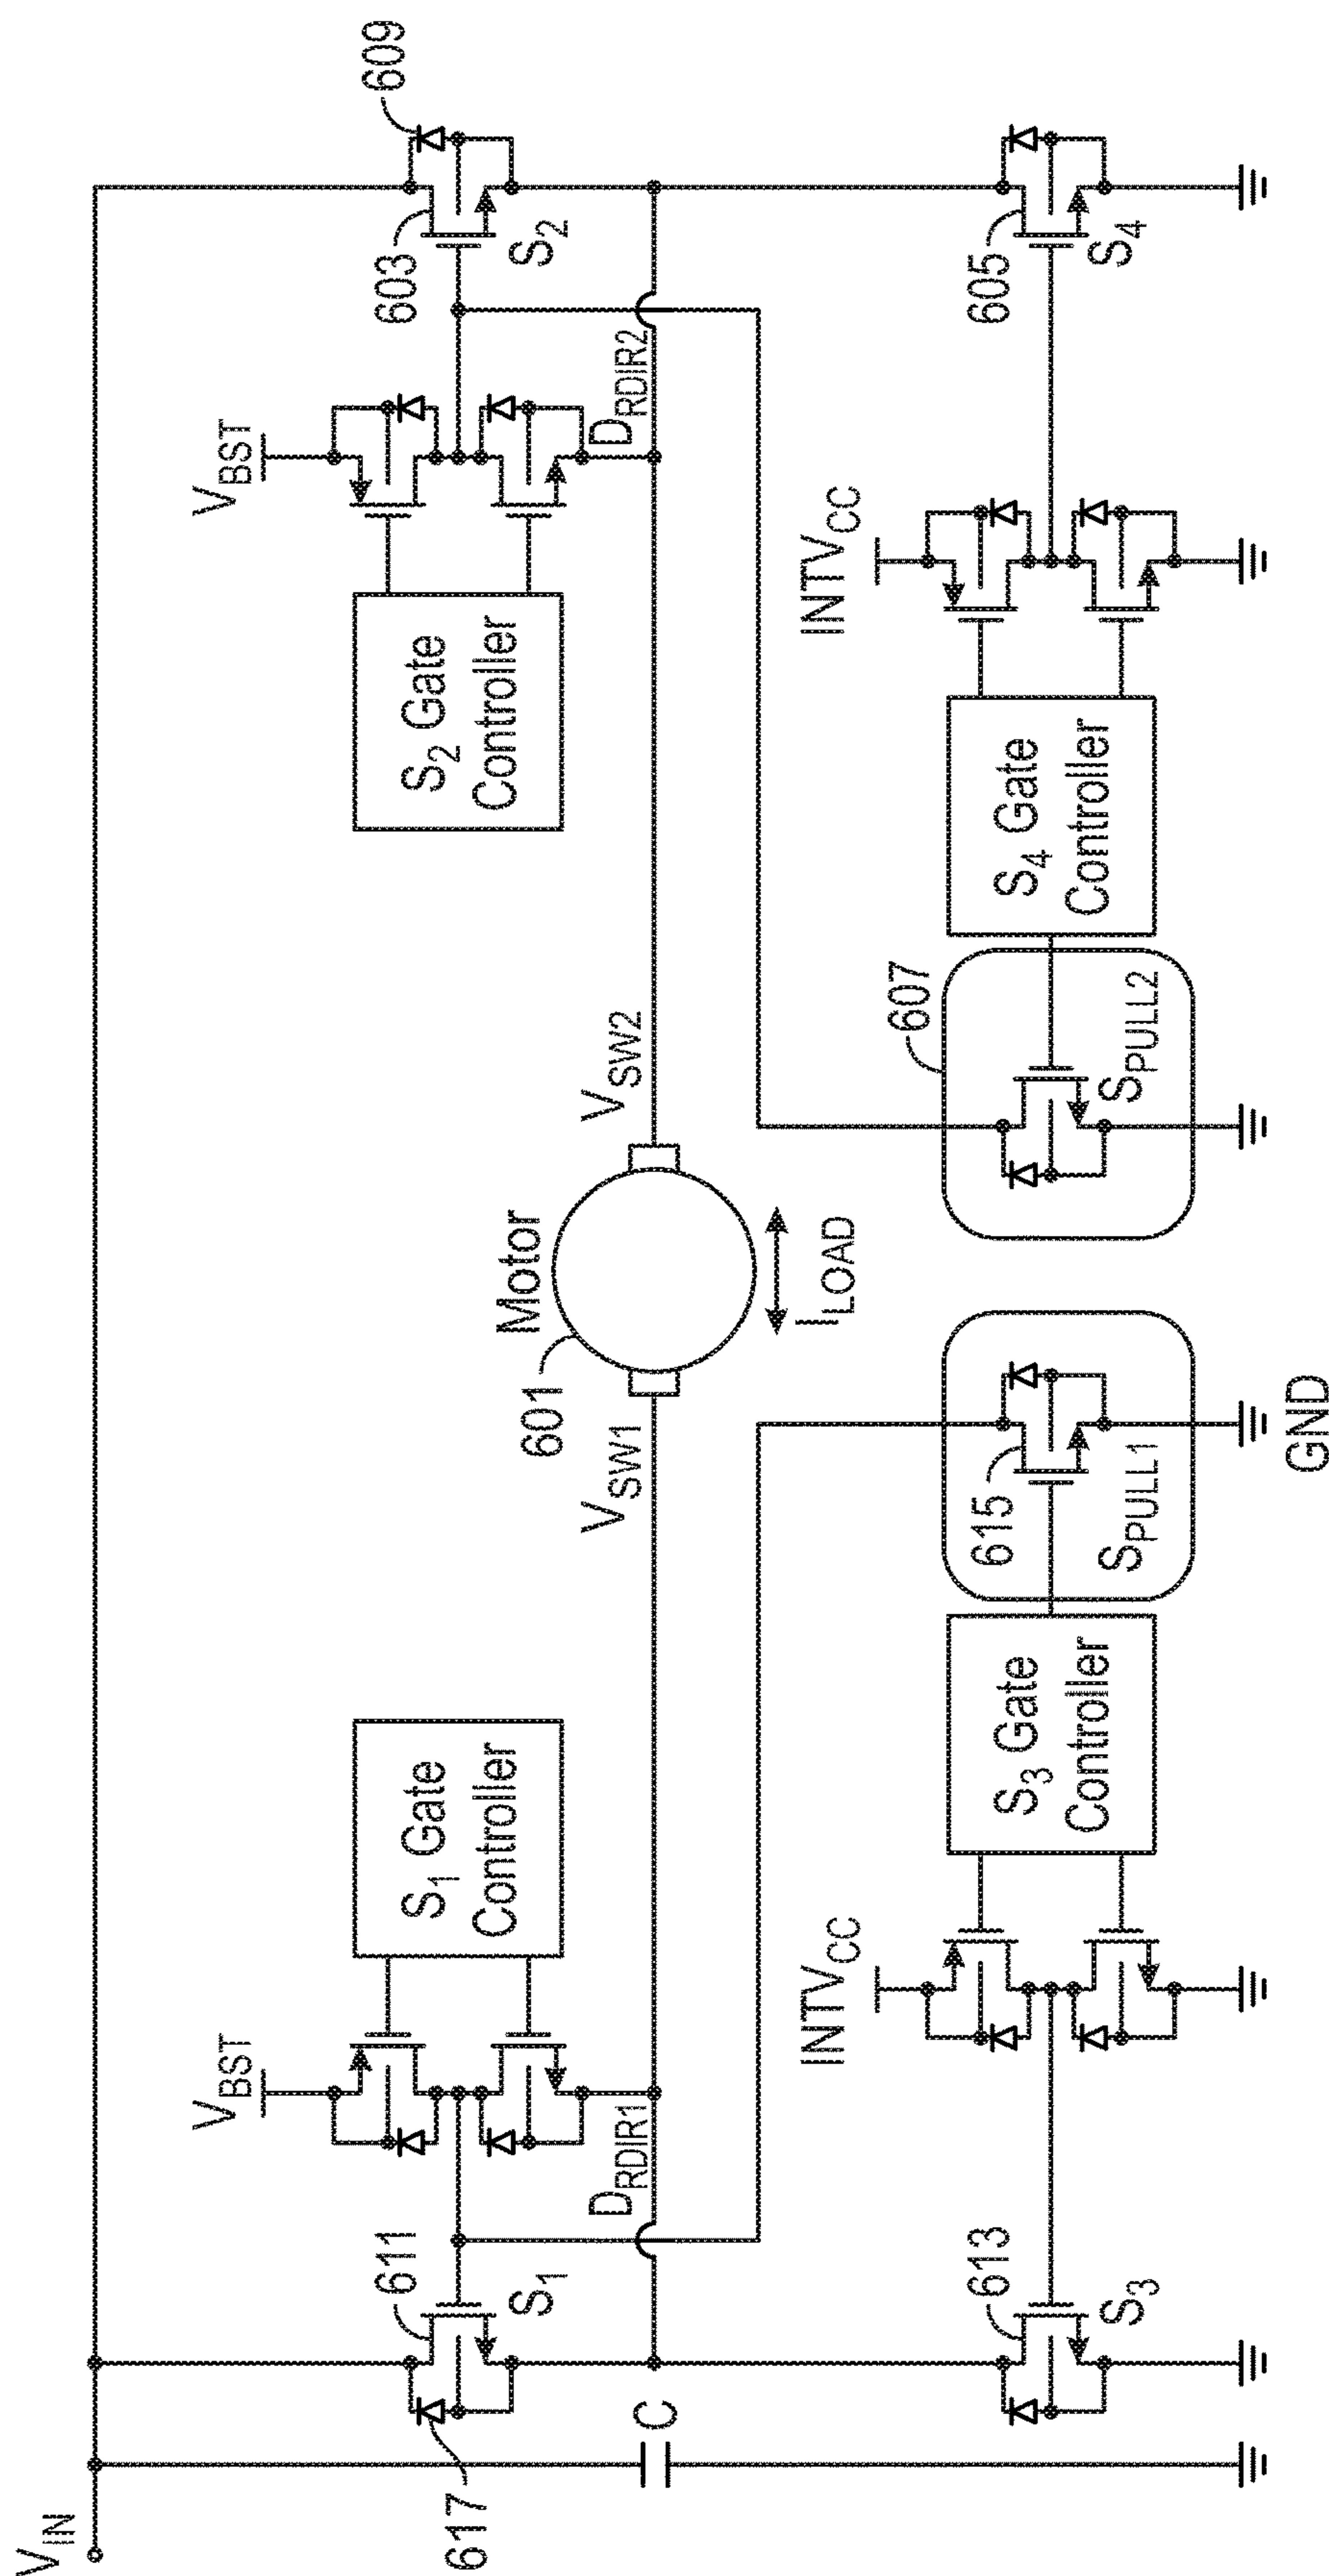 V_IN
617
611
S_1
V_BST
S_1 Gate
Controller
D_RDIR1
C
V_SW1
601
Motor
I_LOAD
V_SW2
V_BST
S_2 Gate
Controller
D_RDIR2
603
S_2
609
613
S_3
INTV_CC
S_3 Gate
Controller
615
S_PULL1
GND
607
S_PULL2
S_4 Gate
Controller
INTV_CC
605
S_4